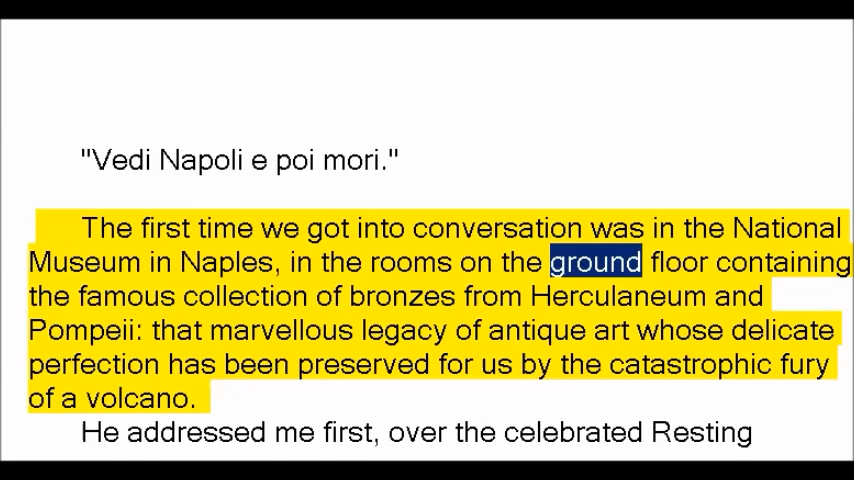 "Vedi Napoli e poi mori."
The first time we got into conversation was in the National
Museum in Naples, in the rooms on the ground floor containing
the famous collection of bronzes from Herculaneum and
Pompeii: that marvellous legacy of antique art whose delicate
perfection has been preserved for us by the catastrophic fury
of a volcano.
He addressed me first, over the celebrated Resting